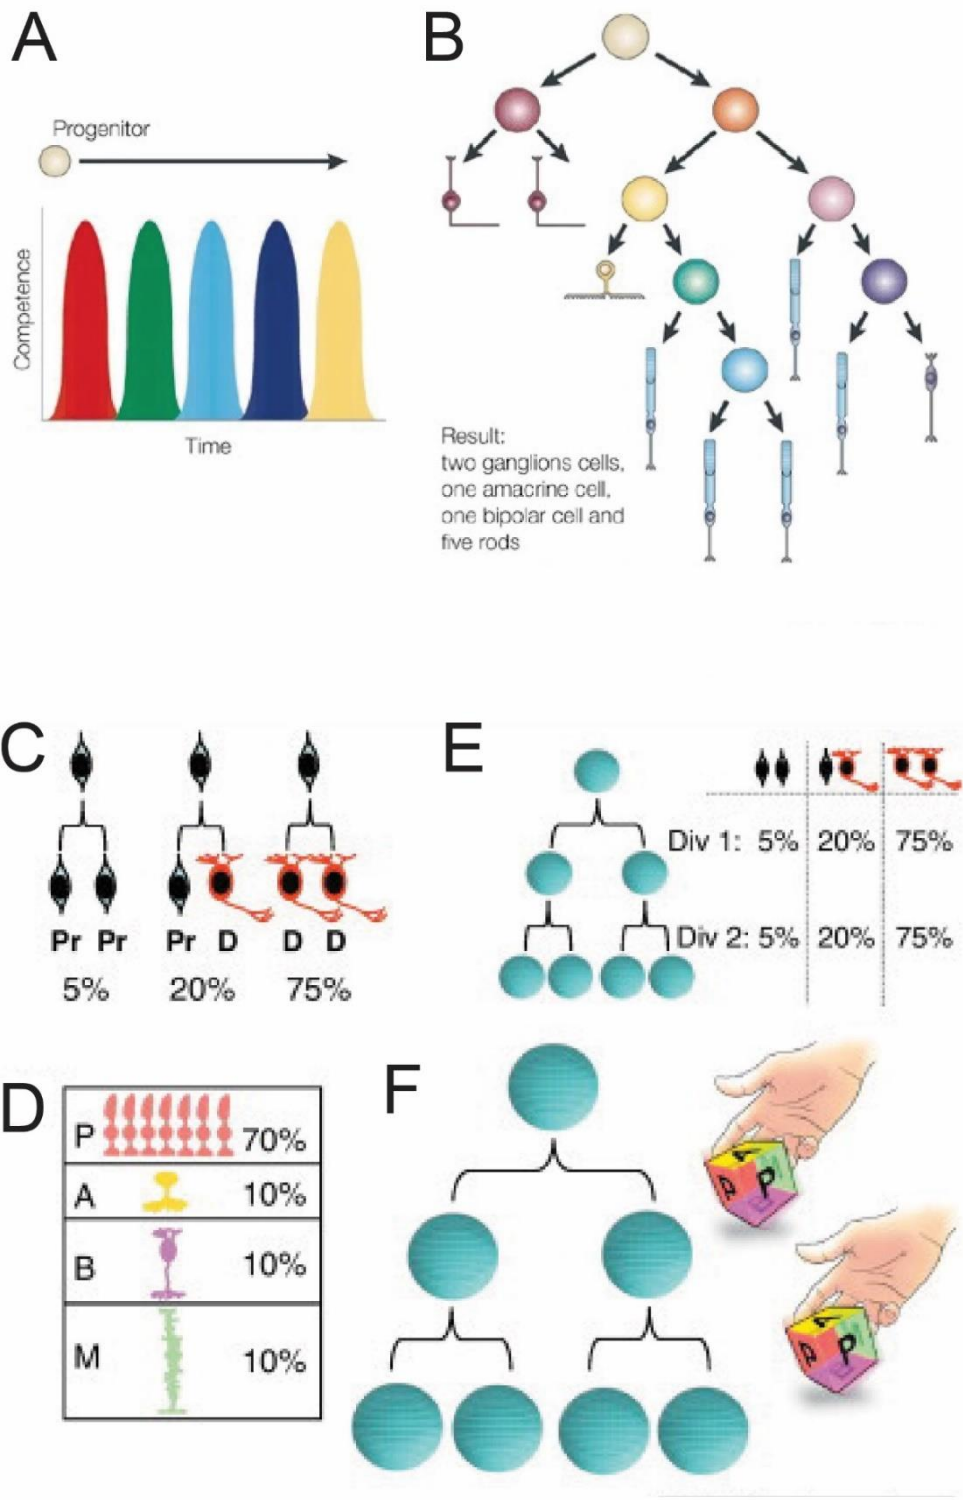 A
Progenitor
Competence
Time
B
Result:
two ganglions cells,
one amacrine cell,
one bipolar cell and
five rods
C
Pr Pr Pr D D D
5% 20% 75%
E
Div 1: 5% 20% 75%
Div 2: 5% 20% 75%
D
P 70%
A 10%
B 10%
M 10%
F
A
R P
A
R P